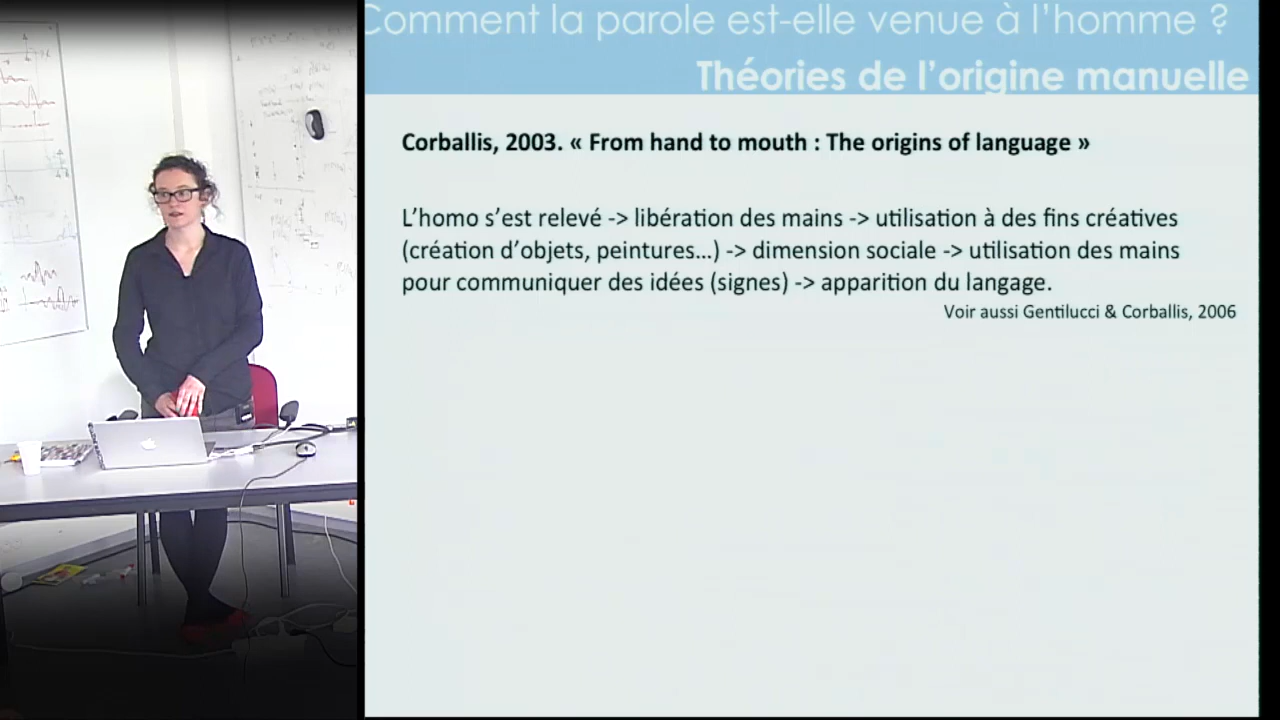 Comment la parole est-elle venue à l'homme ?
Théories de l'origine manuelle
Corballis, 2003. « From hand to mouth : The origins of language »
L'homo s'est relevé -> libération des mains -> utilisation à des fins créatives
(création d'objets, peintures...) -> dimension sociale -> utilisation des mains
pour communiquer des idées (signes) -> apparition du langage.
Voir aussi Gentilucci & Corballis, 2006